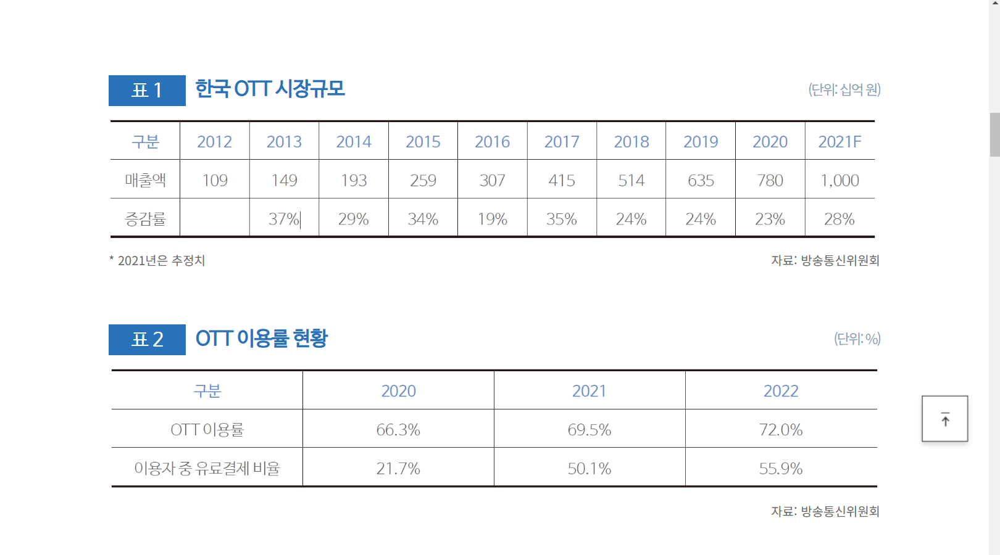 표 1 한국 OTT 시장규모 (단위: 십억 원)
구분 2012 2013 2014 2015 2016 2017 2018 2019 2020 2021F
매출액 109 149 193 259 307 415 514 635 780 1,000
증감률 37% 29% 34% 19% 35% 24% 24% 23% 28%
* 2021년은 추정치 자료: 방송통신위원회
표 2 OTT 이용률 현황 (단위: %)
구분 2020 2021 2022
OTT 이용률 66.3% 69.5% 72.0%
이용자 중 유료결제 비율 21.7% 50.1% 55.9%
자료: 방송통신위원회